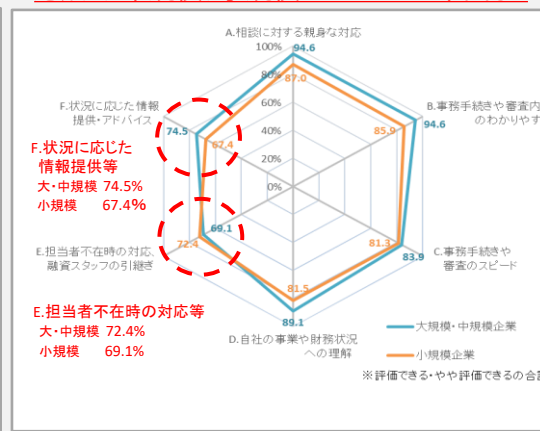 A.相談に対する親身な対応
100%
94.6
80%
87.0
60%
40%
20%
0%
B.事務手続きや審査内
のわかりやす
85.9
94.6
F.状況に応じた情報
提供・アドバイス
74.5
67.4
F.状況に応じた
情報提供等
大・中規模 74.5%
小規模 67.4%
E.担当者不在時の対応、
融資スタッフの引継ぎ
69.1
72.4
81.3
83.9
C.事務手続きや
審査のスピード
E.担当者不在時の対応等
大・中規模 72.4%
小規模 69.1%
81.5
89.1
D.自社の事業や財務状況
への理解
大規模・中規模企業
小規模企業
※評価できる・やや評価できるの合